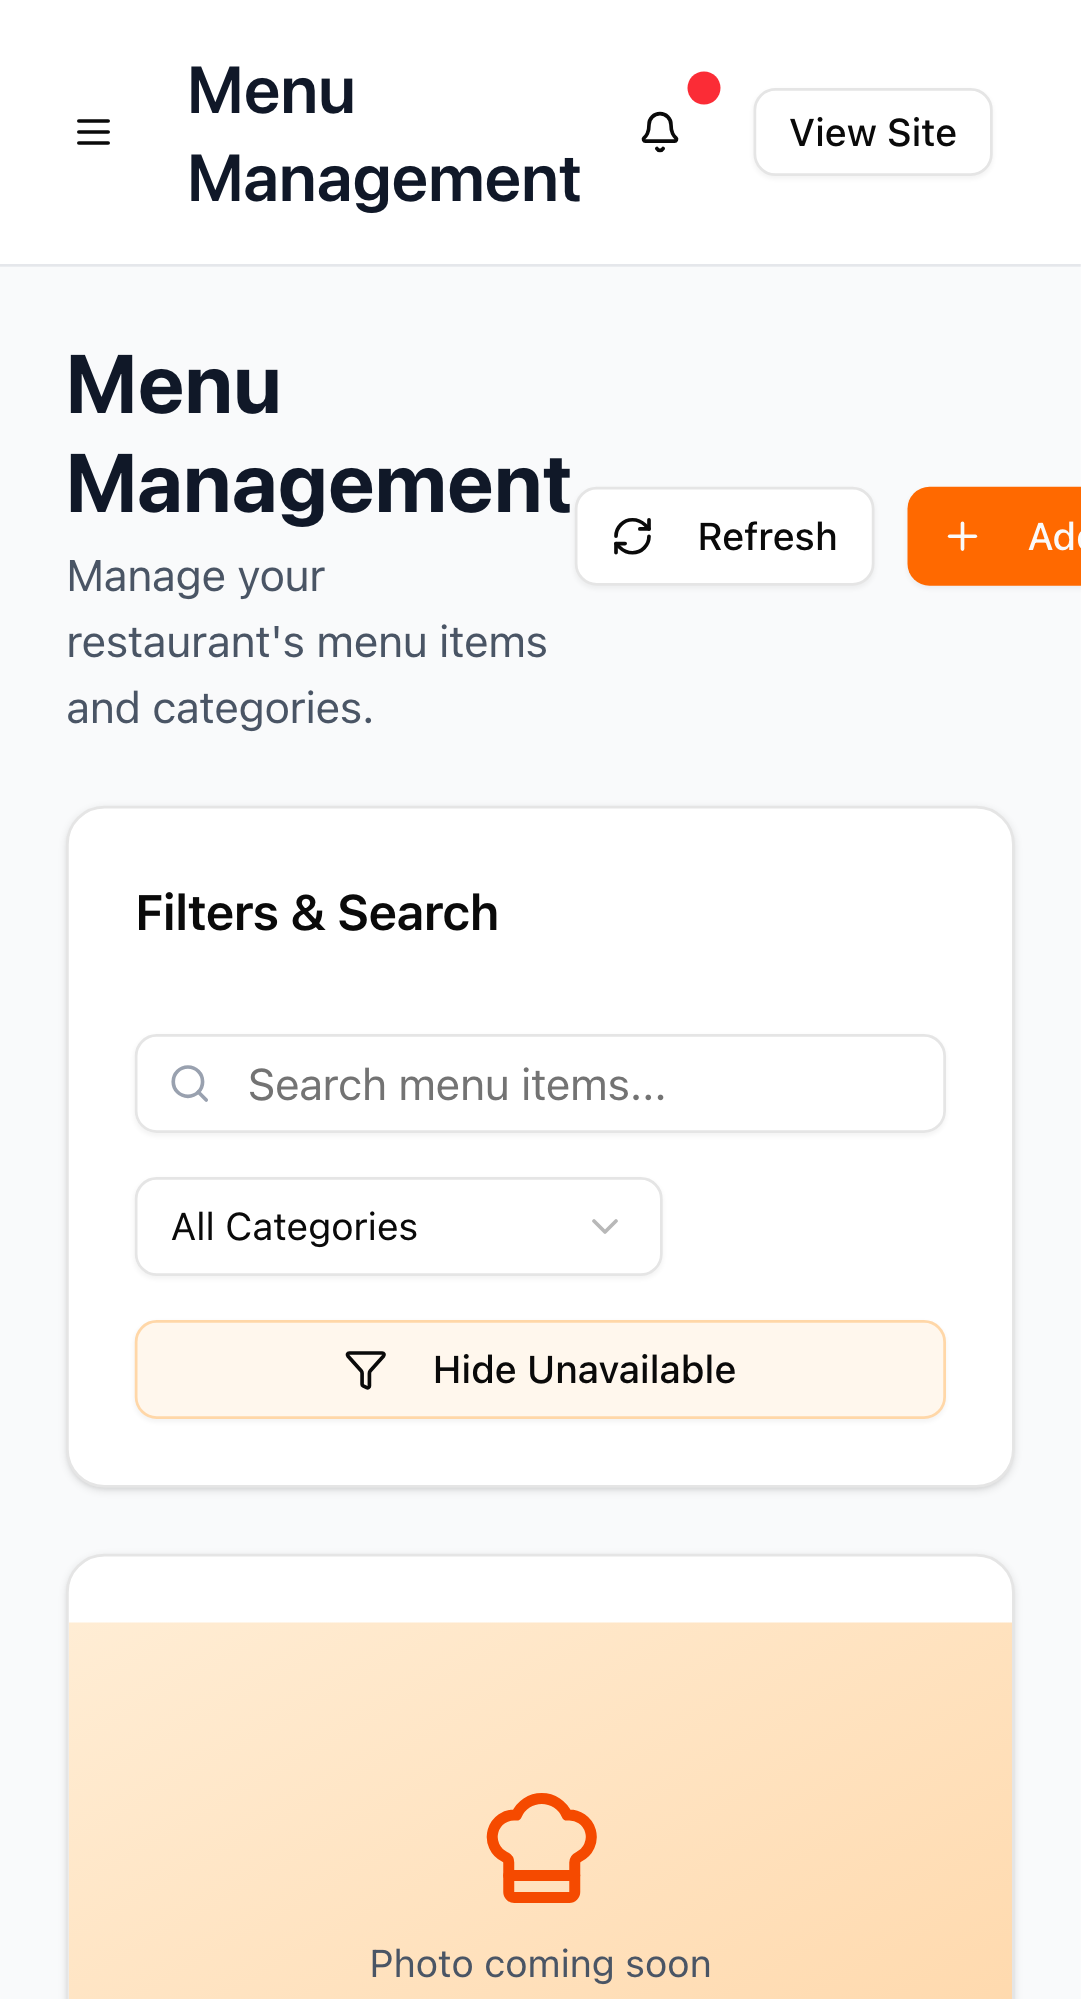 Menu
Management
View Site
Menu
Management
Refresh
Manage your
restaurant's menu items
and categories.
Filters & Search
Search menu items...
All Categories
Hide Unavailable
Photo coming soon